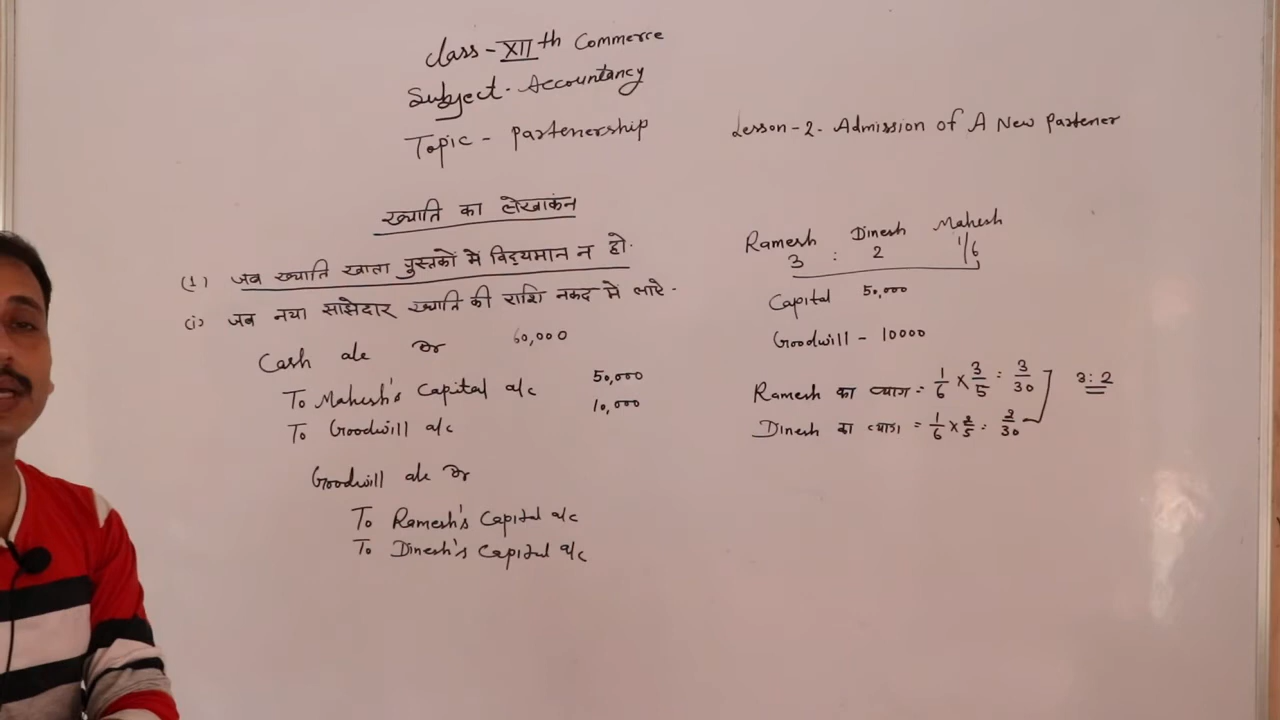 Class - XII th Commerce
Subject - Accountancy
Topic - Partenership
Lesson - 2. Admission of A New Partener
ख्याति का लेखाकंन
(1) जब ख्याति खाता पुस्तकों में विद्यमान न हो.
(i) जब नया साझेदार ख्याति की राशि नकद में लाऐ -
Cash a/c Dr 60,000
To Mahesh's Capital a/c 50,000
To Goodwill a/c 10,000
Goodwill a/c Dr
To Ramesh's Capital a/c
To Dinesh's Capital a/c
Ramesh Dinesh Mahesh
3 : 2 1/6
Capital 50,000
Goodwill - 10000
Ramesh का त्याग = 1/6 × 3/5 = 3/30
Dinesh का त्याग = 1/6 × 2/5 = 2/30
3:2